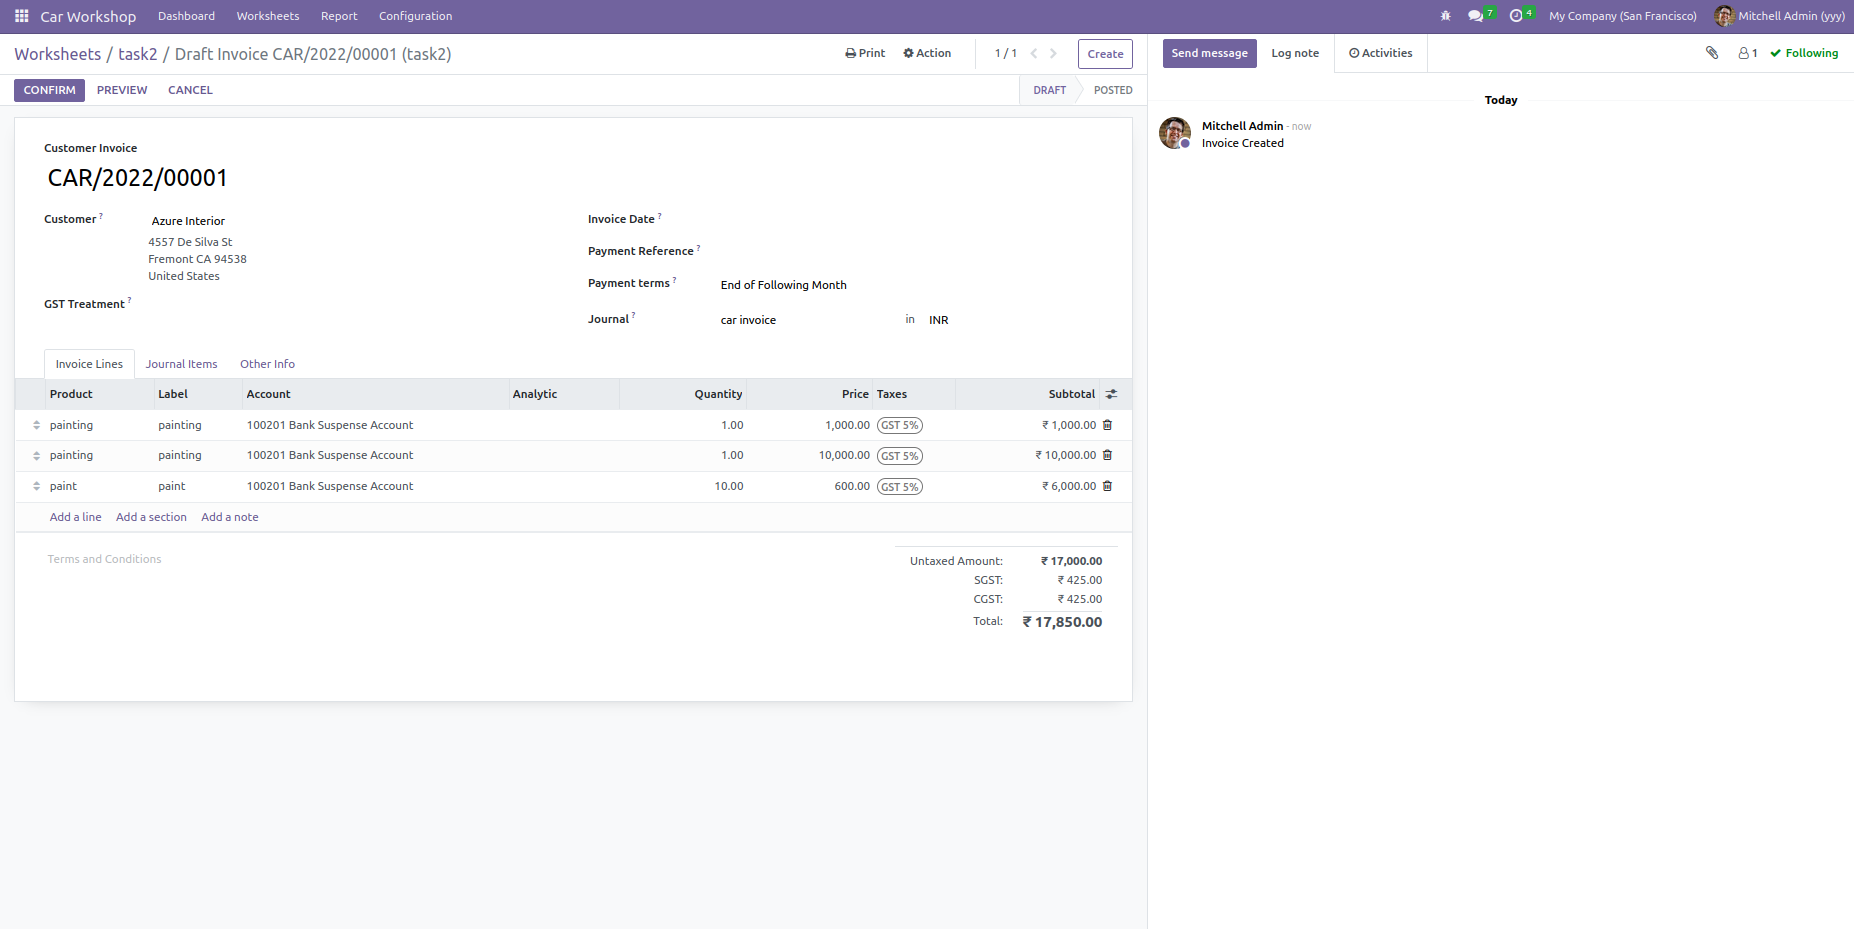 Car Workshop Dashboard Worksheets Report Configuration 7 4 My Company (San Francisco) Mitchell Admin (yyy)
Worksheets / task2 / Draft Invoice CAR/2022/00001 (task2) Print Action 1 / 1 Create
Send message Log note Activities 1 Following
CONFIRM PREVIEW CANCEL DRAFT POSTED
Today
Mitchell Admin - now
Invoice Created
Customer Invoice
CAR/2022/00001
Customer ? Azure Interior
4557 De Silva St
Fremont CA 94538
United States
GST Treatment ?
Invoice Date ?
Payment Reference ?
Payment terms ? End of Following Month
Journal ? car invoice in INR
Invoice Lines Journal Items Other Info
Product Label Account Analytic Quantity Price Taxes Subtotal
painting painting 100201 Bank Suspense Account 1.00 1,000.00 GST 5% ₹ 1,000.00
painting painting 100201 Bank Suspense Account 1.00 10,000.00 GST 5% ₹ 10,000.00
paint paint 100201 Bank Suspense Account 10.00 600.00 GST 5% ₹ 6,000.00
Add a line Add a section Add a note
Terms and Conditions
Untaxed Amount: ₹ 17,000.00
SGST: ₹ 425.00
CGST: ₹ 425.00
Total: ₹ 17,850.00